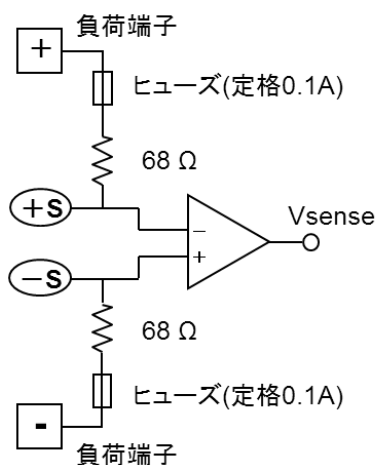 負荷端子
+
ヒューズ(定格0.1A)
68 Ω
+S
−
Vsense
+
−S
68 Ω
ヒューズ(定格0.1A)
-
負荷端子